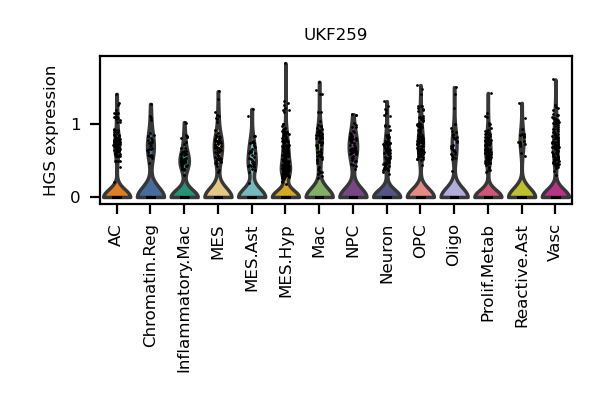 UKF259
HGS expression
1
0
AC
Chromatin.Reg
Inflammatory.Mac
MES
MES.Ast
MES.Hyp
Mac
NPC
Neuron
OPC
Oligo
Prolif.Metab
Reactive.Ast
Vasc